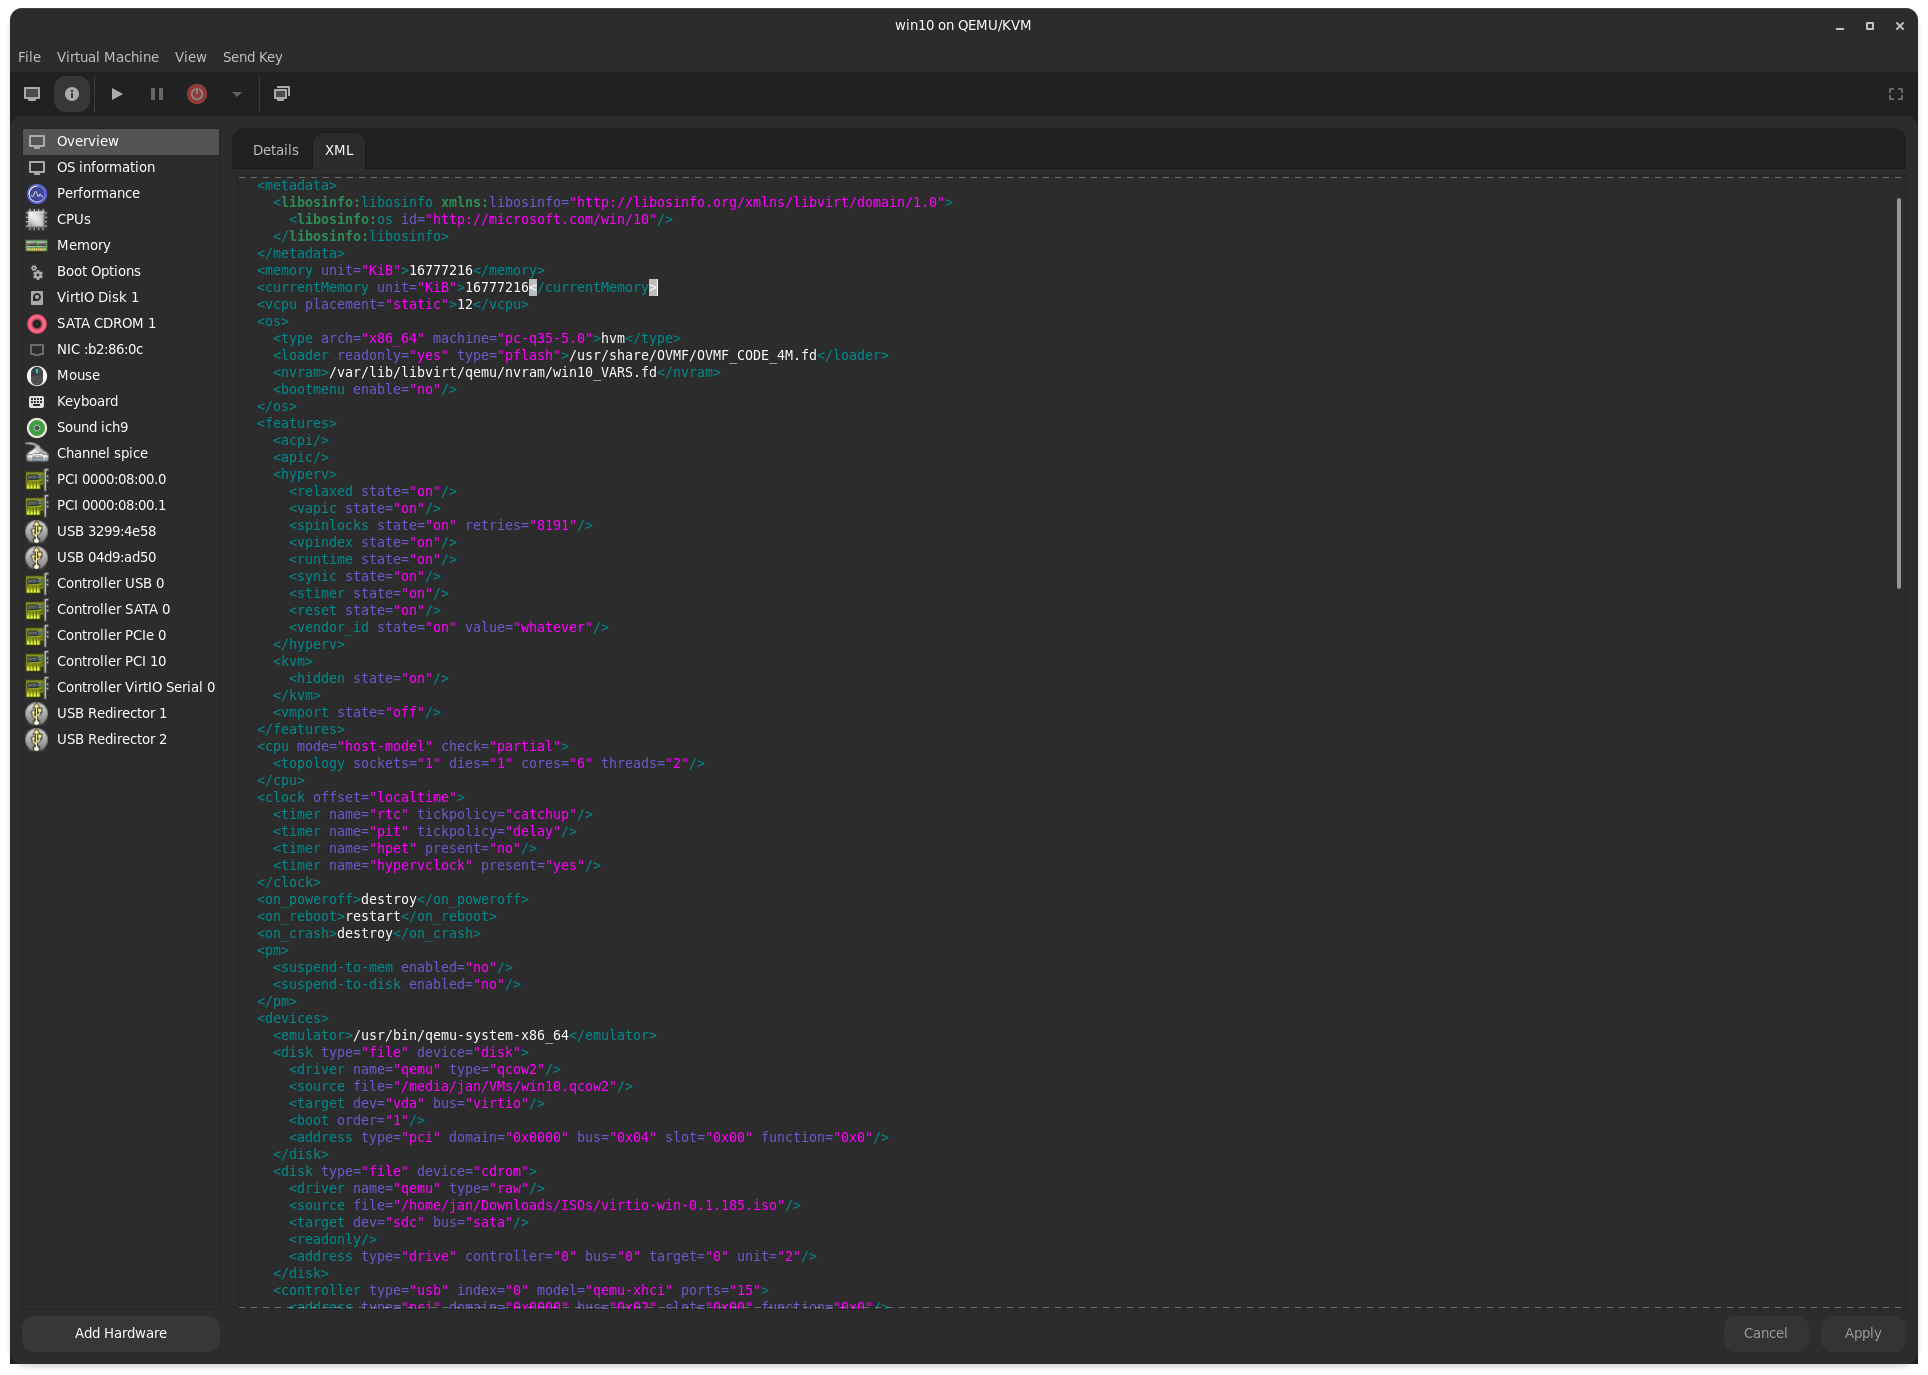 win10 on QEMU/KVM
File Virtual Machine View Send Key
Overview
OS information
Performance
CPUs
Memory
Boot Options
VirtIO Disk 1
SATA CDROM 1
NIC :b2:86:0c
Mouse
Keyboard
Sound ich9
Channel spice
PCI 0000:08:00.0
PCI 0000:08:00.1
USB 3299:4e58
USB 04d9:ad50
Controller USB 0
Controller SATA 0
Controller PCIe 0
Controller PCI 10
Controller VirtIO Serial 0
USB Redirector 1
USB Redirector 2
Add Hardware
Details XML
<metadata>
<libosinfo:libosinfo xmlns:libosinfo="http://libosinfo.org/xmlns/libvirt/domain/1.0">
<libosinfo:os id="http://microsoft.com/win/10"/>
</libosinfo:libosinfo>
</metadata>
<memory unit="KiB">16777216</memory>
<currentMemory unit="KiB">16777216</currentMemory>
<vcpu placement="static">12</vcpu>
<os>
<type arch="x86_64" machine="pc-q35-5.0">hvm</type>
<loader readonly="yes" type="pflash">/usr/share/OVMF/OVMF_CODE_4M.fd</loader>
<nvram>/var/lib/libvirt/qemu/nvram/win10_VARS.fd</nvram>
<bootmenu enable="no"/>
</os>
<features>
<acpi/>
<apic/>
<hyperv>
<relaxed state="on"/>
<vapic state="on"/>
<spinlocks state="on" retries="8191"/>
<vpindex state="on"/>
<runtime state="on"/>
<synic state="on"/>
<stimer state="on"/>
<reset state="on"/>
<vendor_id state="on" value="whatever"/>
</hyperv>
<kvm>
<hidden state="on"/>
</kvm>
<vmport state="off"/>
</features>
<cpu mode="host-model" check="partial">
<topology sockets="1" dies="1" cores="6" threads="2"/>
</cpu>
<clock offset="localtime">
<timer name="rtc" tickpolicy="catchup"/>
<timer name="pit" tickpolicy="delay"/>
<timer name="hpet" present="no"/>
<timer name="hypervclock" present="yes"/>
</clock>
<on_poweroff>destroy</on_poweroff>
<on_reboot>restart</on_reboot>
<on_crash>destroy</on_crash>
<pm>
<suspend-to-mem enabled="no"/>
<suspend-to-disk enabled="no"/>
</pm>
<devices>
<emulator>/usr/bin/qemu-system-x86_64</emulator>
<disk type="file" device="disk">
<driver name="qemu" type="qcow2"/>
<source file="/media/jan/VMs/win10.qcow2"/>
<target dev="vda" bus="virtio"/>
<boot order="1"/>
<address type="pci" domain="0x0000" bus="0x04" slot="0x00" function="0x0"/>
</disk>
<disk type="file" device="cdrom">
<driver name="qemu" type="raw"/>
<source file="/home/jan/Downloads/ISOs/virtio-win-0.1.185.iso"/>
<target dev="sdc" bus="sata"/>
<readonly/>
<address type="drive" controller="0" bus="0" target="0" unit="2"/>
</disk>
<controller type="usb" index="0" model="qemu-xhci" ports="15">
<address type="pci" domain="0x0000" bus="0x02" slot="0x00" function="0x0"/>
Cancel Apply